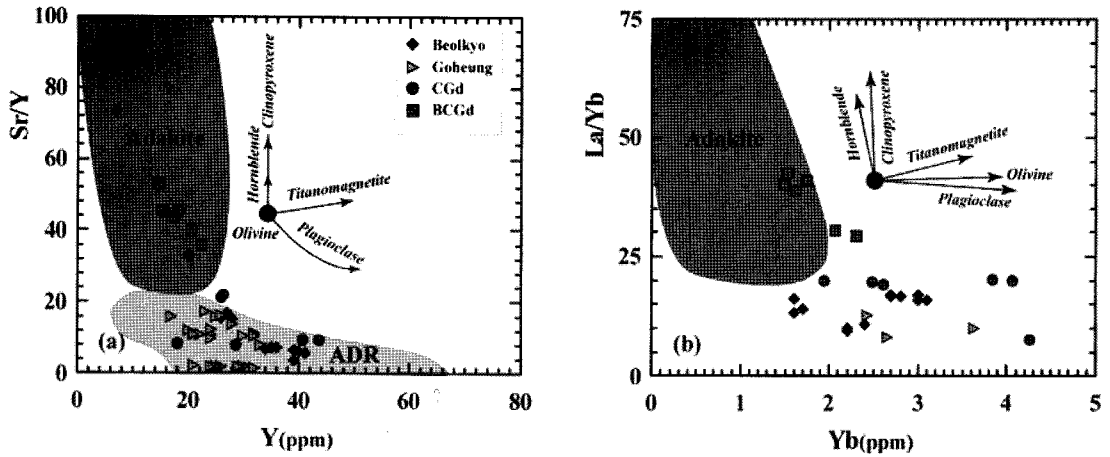 100
80
60
40
20
0
Sr/Y
0
20
40
60
80
Y(ppm)
Adakite
ADR
(a)
Hornblende
Clinopyroxene
Titanomagnetite
Olivine
Plagioclase
Beolkyo
Goheung
CGd
BCGd
75
50
25
0
La/Yb
0
1
2
3
4
5
Yb(ppm)
Adakite
(b)
Hornblende
Clinopyroxene
Titanomagnetite
Olivine
Plagioclase